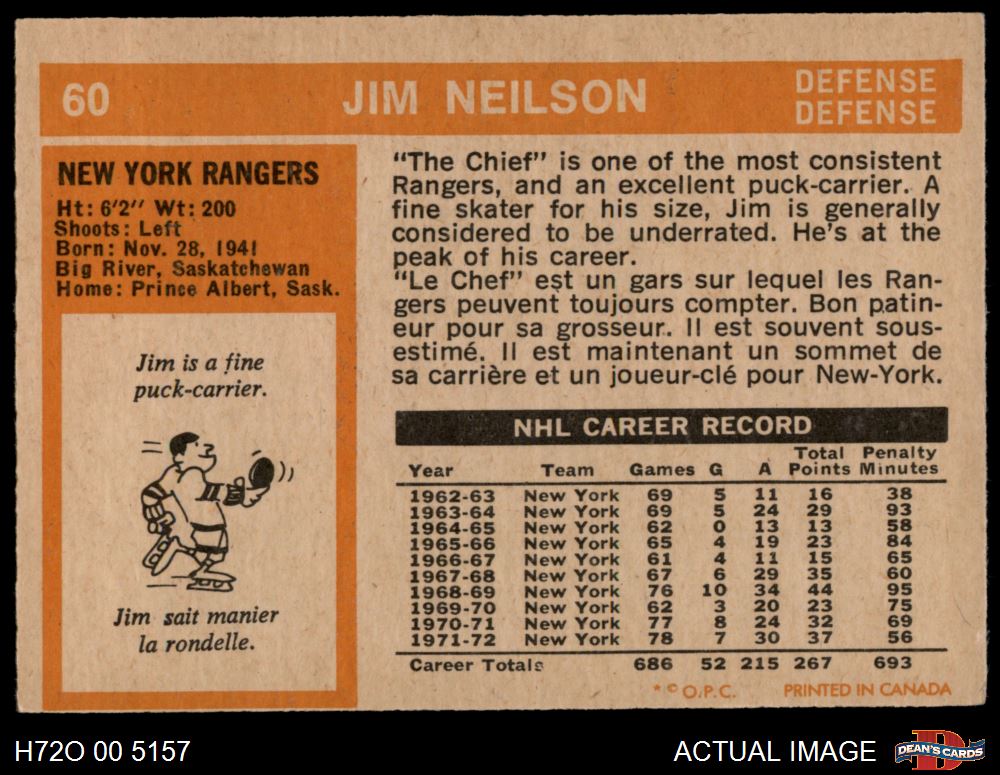 60 JIM NEILSON DEFENSE
DEFENSE
NEW YORK RANGERS
Ht: 6'2" Wt: 200
Shoots: Left
Born: Nov. 28, 1941
Big River, Saskatchewan
Home: Prince Albert, Sask.
Jim is a fine
puck-carrier.
Jim sait manier
la rondelle.
"The Chief" is one of the most consistent
Rangers, and an excellent puck-carrier. A
fine skater for his size, Jim is generally
considered to be underrated. He's at the
peak of his career.
"Le Chef" est un gars sur lequel les Ran-
gers peuvent toujours compter. Bon patin-
eur pour sa grosseur. Il est souvent sous-
estimé. Il est maintenant un sommet de
sa carrière et un joueur-clé pour New-York.
NHL CAREER RECORD
Year Team Games G A Total Points Penalty Minutes
1962-63 New York 69 5 11 16 38
1963-64 New York 69 5 24 29 93
1964-65 New York 62 0 13 13 58
1965-66 New York 65 4 19 23 84
1966-67 New York 61 4 11 15 65
1967-68 New York 67 6 29 35 60
1968-69 New York 76 10 34 44 95
1969-70 New York 62 3 20 23 75
1970-71 New York 77 8 24 32 69
1971-72 New York 78 7 30 37 56
Career Totals 686 52 215 267 693
* © O.P.C. PRINTED IN CANADA
H72O 00 5157 ACTUAL IMAGE DEAN'S CARDS